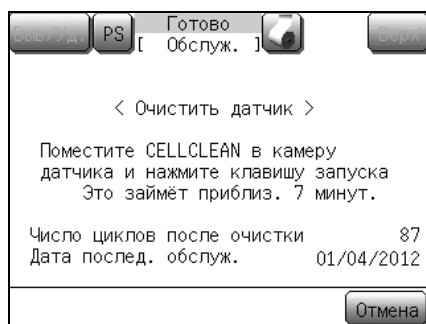 Выв/Уд. PS Готово Верх
[ Обслуж. ]
< Очистить датчик >
Поместите CELLCLEAN в камеру
датчика и нажмите клавишу запуска
Это займёт приблиз. 7 минут.
Число циклов после очистки 87
Дата послед. обслуж. 01/04/2012
Отмена